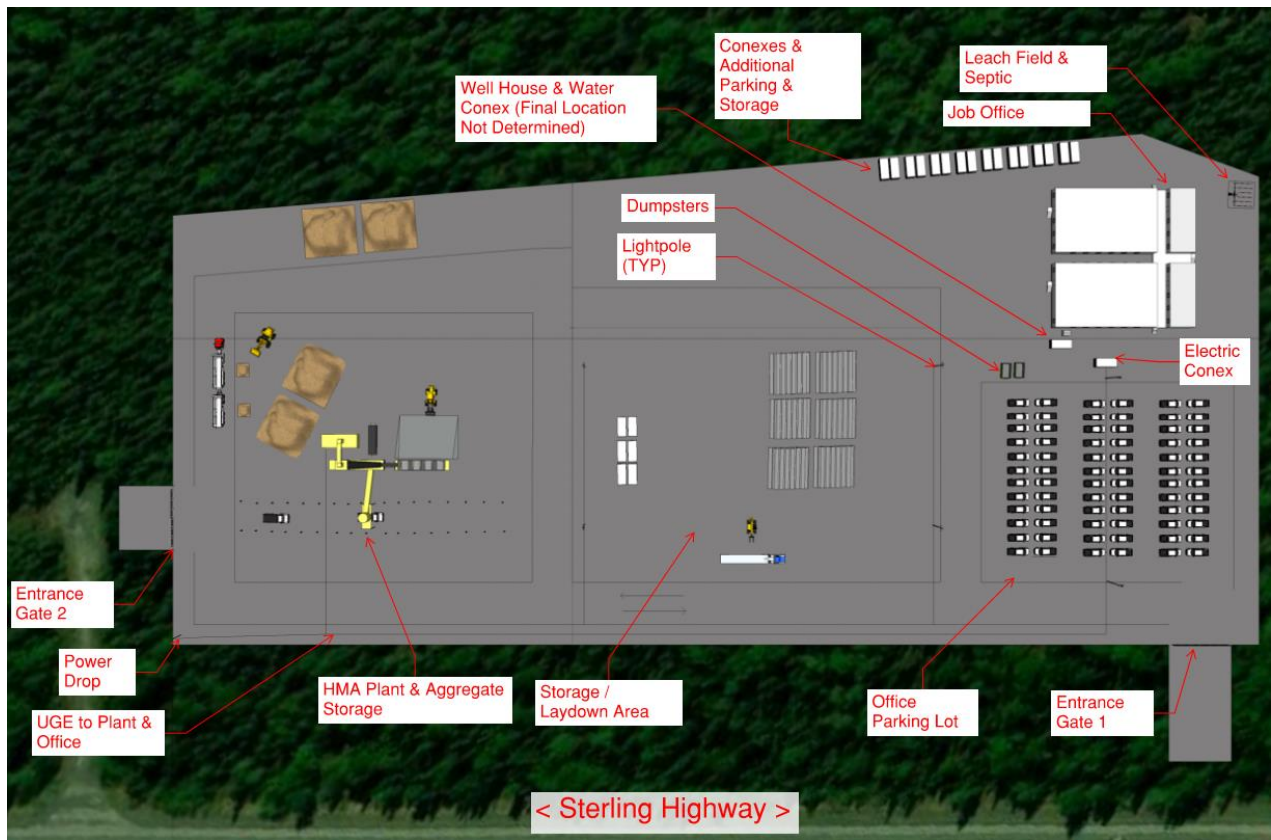 Conexes &
Additional
Parking &
Storage
Leach Field &
Septic
Well House & Water
Conex (Final Location
Not Determined)
Job Office
Dumpsters
Lightpole
(TYP)
Electric
Conex
Entrance
Gate 2
Power
Drop
UGE to Plant &
Office
HMA Plant & Aggregate
Storage
Storage /
Laydown Area
Office
Parking Lot
Entrance
Gate 1
< Sterling Highway >